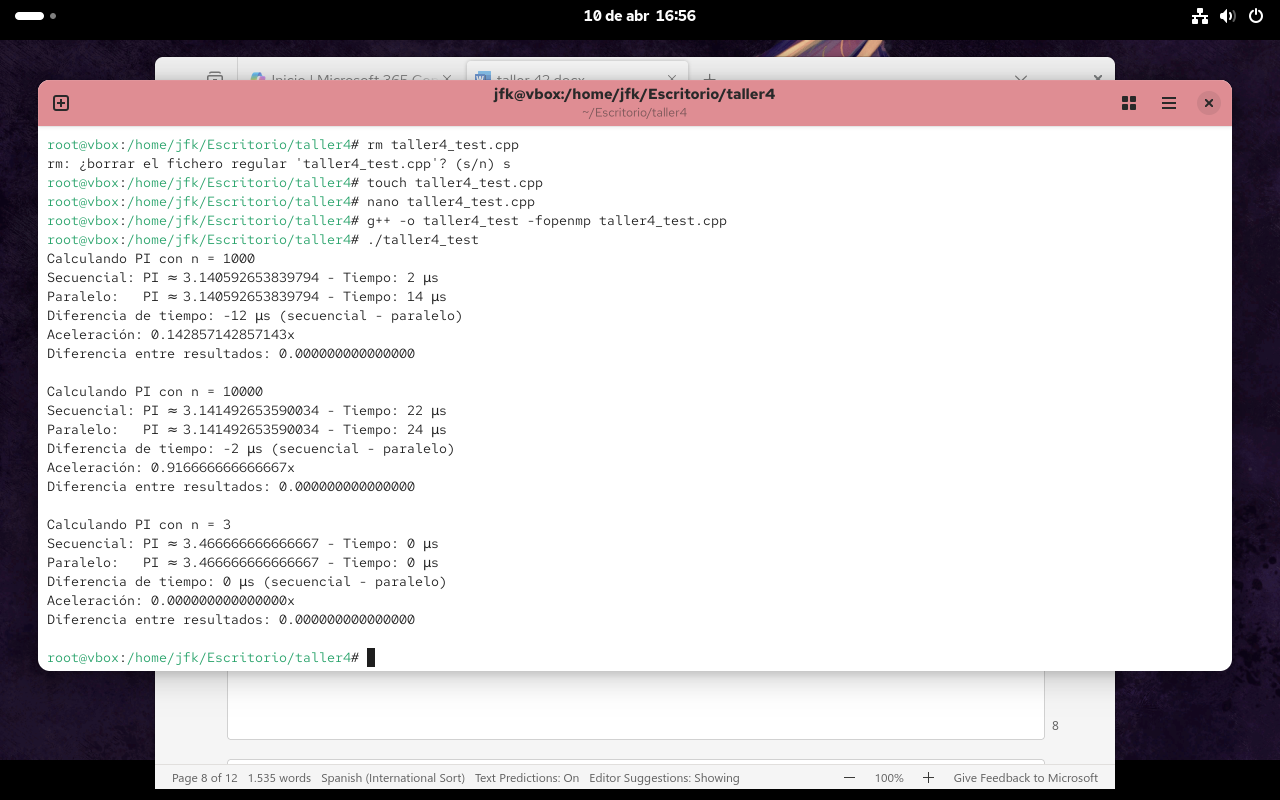 10 de abr 16:56
Inicio | Microsoft 365 Co
taller 42.docx
jfk@vbox:/home/jfk/Escritorio/taller4
~/Escritorio/taller4
root@vbox:/home/jfk/Escritorio/taller4# rm taller4_test.cpp
rm: ¿borrar el fichero regular 'taller4_test.cpp'? (s/n) s
root@vbox:/home/jfk/Escritorio/taller4# touch taller4_test.cpp
root@vbox:/home/jfk/Escritorio/taller4# nano taller4_test.cpp
root@vbox:/home/jfk/Escritorio/taller4# g++ -o taller4_test -fopenmp taller4_test.cpp
root@vbox:/home/jfk/Escritorio/taller4# ./taller4_test
Calculando PI con n = 1000
Secuencial: PI ≈ 3.140592653839794 - Tiempo: 2 µs
Paralelo:   PI ≈ 3.140592653839794 - Tiempo: 14 µs
Diferencia de tiempo: -12 µs (secuencial - paralelo)
Aceleración: 0.142857142857143x
Diferencia entre resultados: 0.000000000000000
Calculando PI con n = 10000
Secuencial: PI ≈ 3.141492653590034 - Tiempo: 22 µs
Paralelo:   PI ≈ 3.141492653590034 - Tiempo: 24 µs
Diferencia de tiempo: -2 µs (secuencial - paralelo)
Aceleración: 0.916666666666667x
Diferencia entre resultados: 0.000000000000000
Calculando PI con n = 3
Secuencial: PI ≈ 3.466666666666667 - Tiempo: 0 µs
Paralelo:   PI ≈ 3.466666666666667 - Tiempo: 0 µs
Diferencia de tiempo: 0 µs (secuencial - paralelo)
Aceleración: 0.000000000000000x
Diferencia entre resultados: 0.000000000000000
root@vbox:/home/jfk/Escritorio/taller4#
8
Page 8 of 12 1.535 words Spanish (International Sort) Text Predictions: On Editor Suggestions: Showing 100% Give Feedback to Microsoft